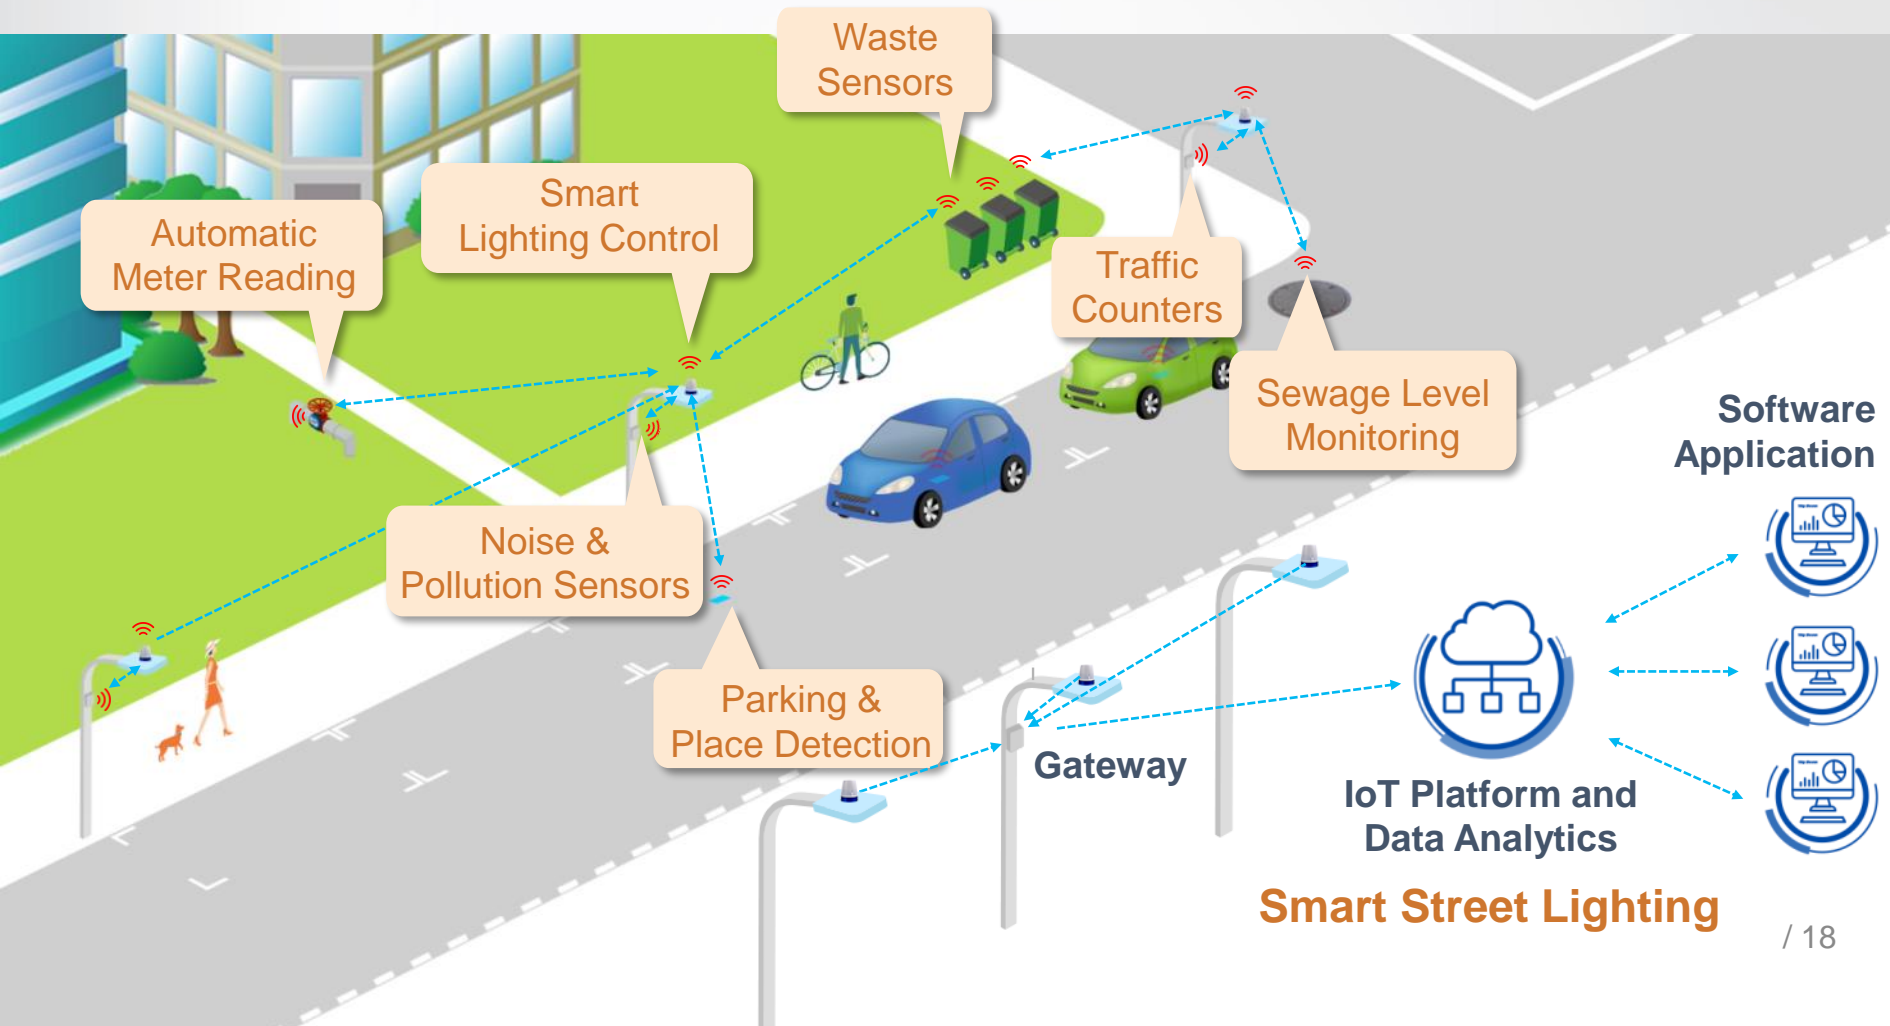 Waste
Sensors
Smart
Lighting Control
Automatic
Meter Reading
Traffic
Counters
Sewage Level
Monitoring
Software
Application
Noise &
Pollution Sensors
Parking &
Place Detection
Gateway
IoT Platform and
Data Analytics
Smart Street Lighting
/ 18